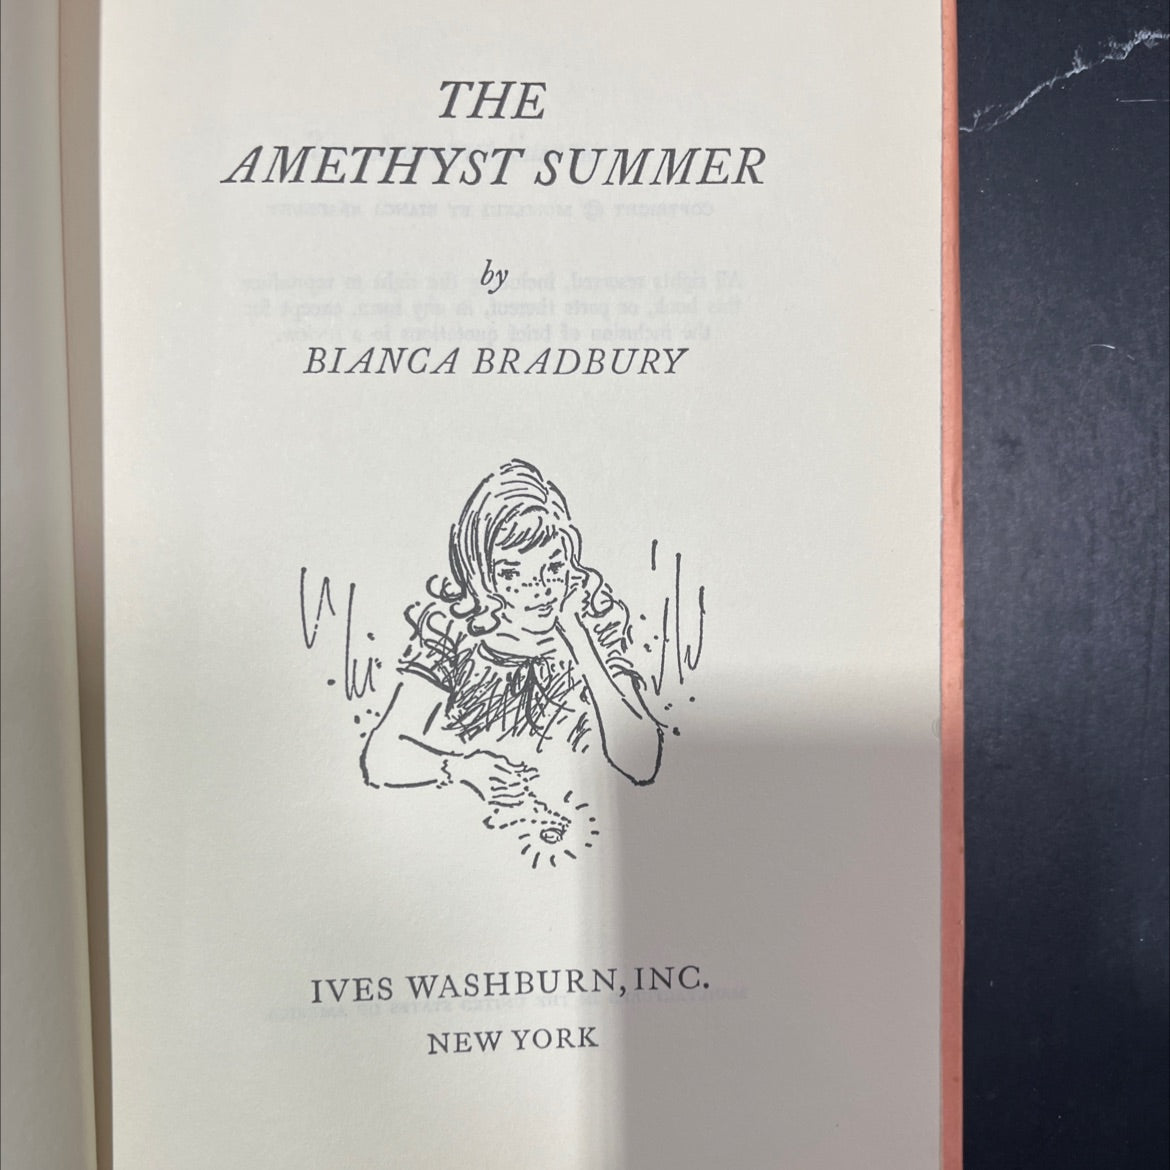 THE
AMETHYST SUMMER
by
BIANCA BRADBURY
IVES WASHBURN, INC.
NEW YORK